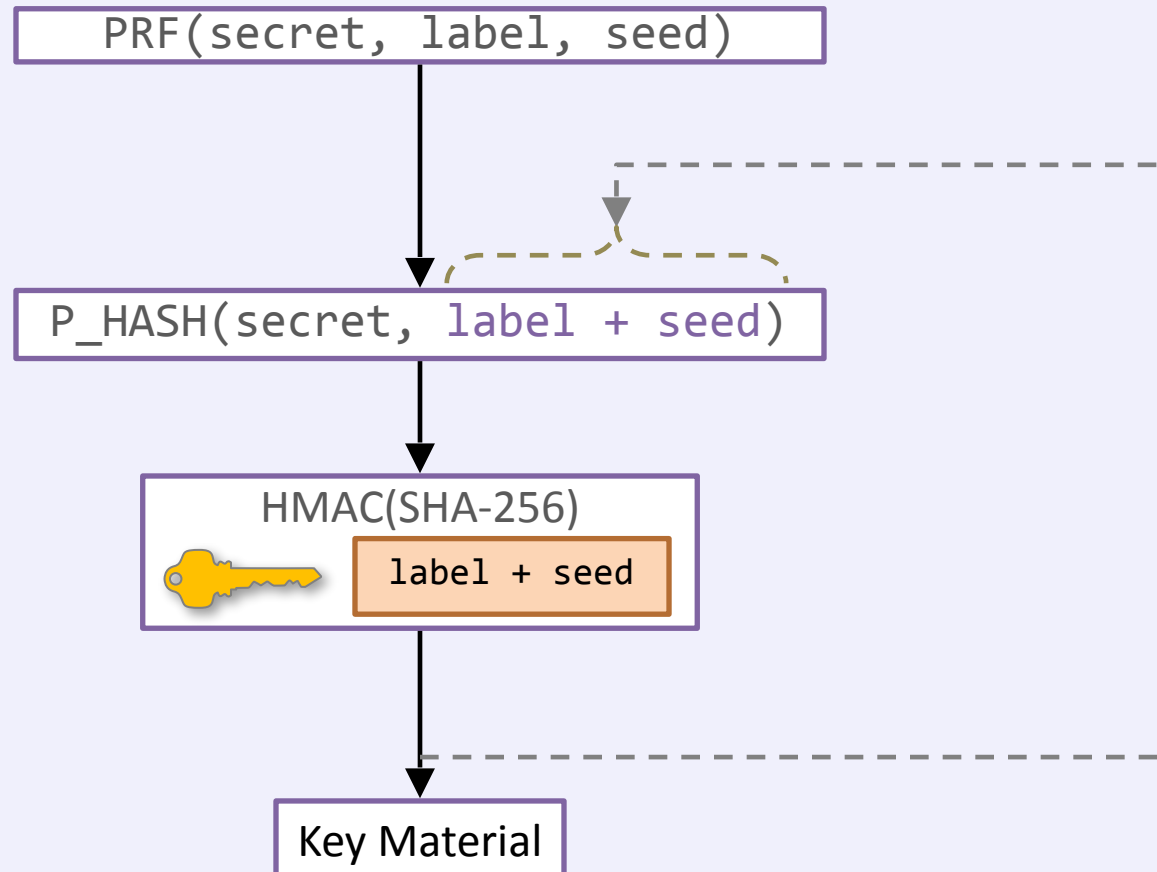 PRF(secret, label, seed)
P_HASH(secret, label + seed)
HMAC(SHA-256)
label + seed
Key Material